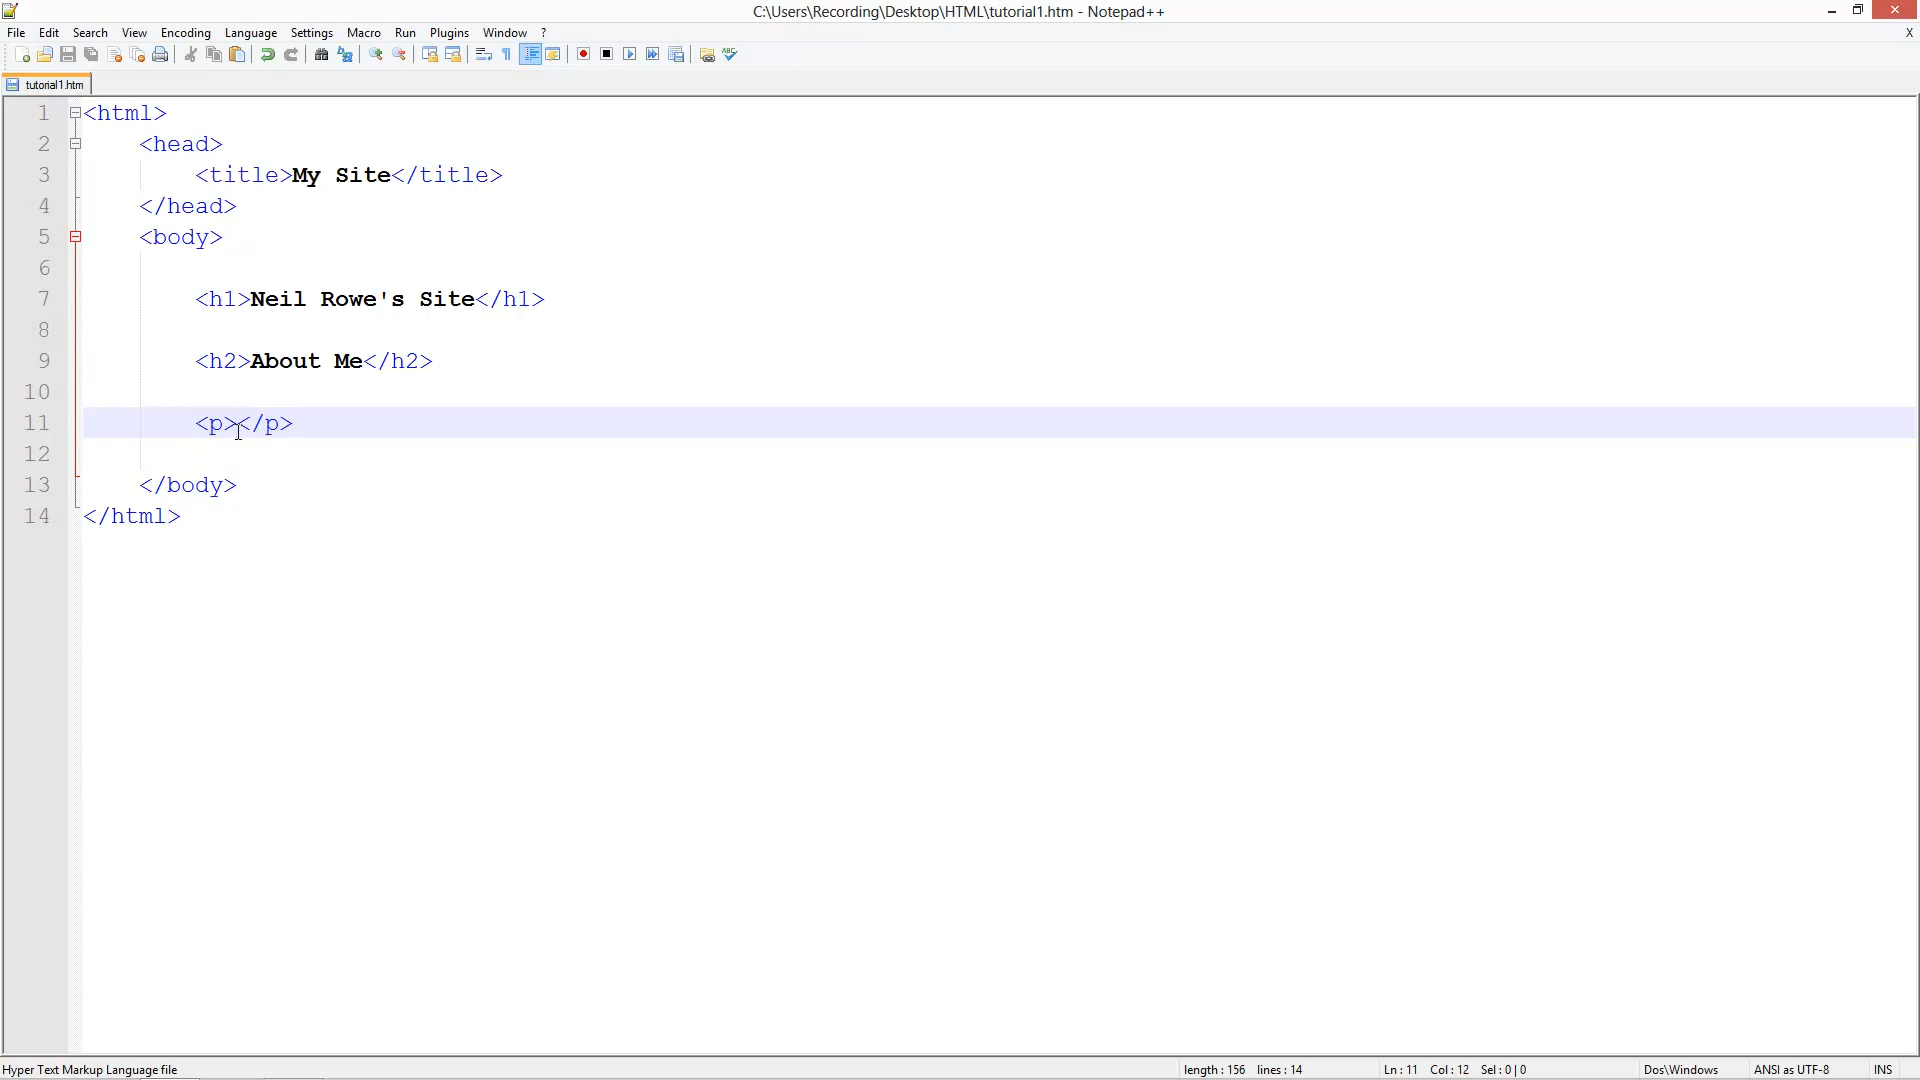 C:\Users\Recording\Desktop\HTML\tutorial1.htm - Notepad++
File Edit Search View Encoding Language Settings Macro Run Plugins Window ? X
tutorial1.htm
1 <html>
2 <head>
3 <title>My Site</title>
4 </head>
5 <body>
6
7 <h1>Neil Rowe's Site</h1>
8
9 <h2>About Me</h2>
10
11 <p></p>
12
13 </body>
14 </html>
Hyper Text Markup Language file length : 156 lines : 14 Ln : 11 Col : 12 Sel : 0 | 0 Dos\Windows ANSI as UTF-8 INS